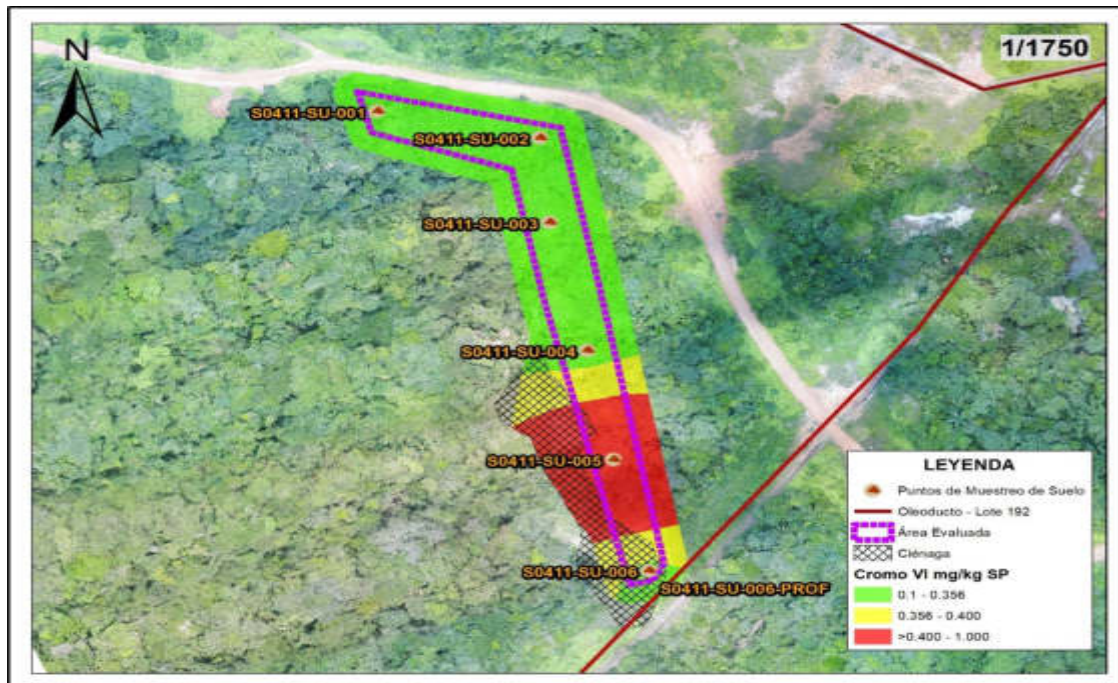 N
1/1750
S0411-SU-001
S0411-SU-002
S0411-SU-003
S0411-SU-004
S0411-SU-005
S0411-SU-006
S0411-SU-006-PROF
LEYENDA
Puntos de Muestreo de Suelo
Oleoducto - Lote 192
Área Evaluada
Ciénaga
Cromo VI mg/kg SP
0.1 - 0.356
0.356 - 0.400
>0.400 - 1.000